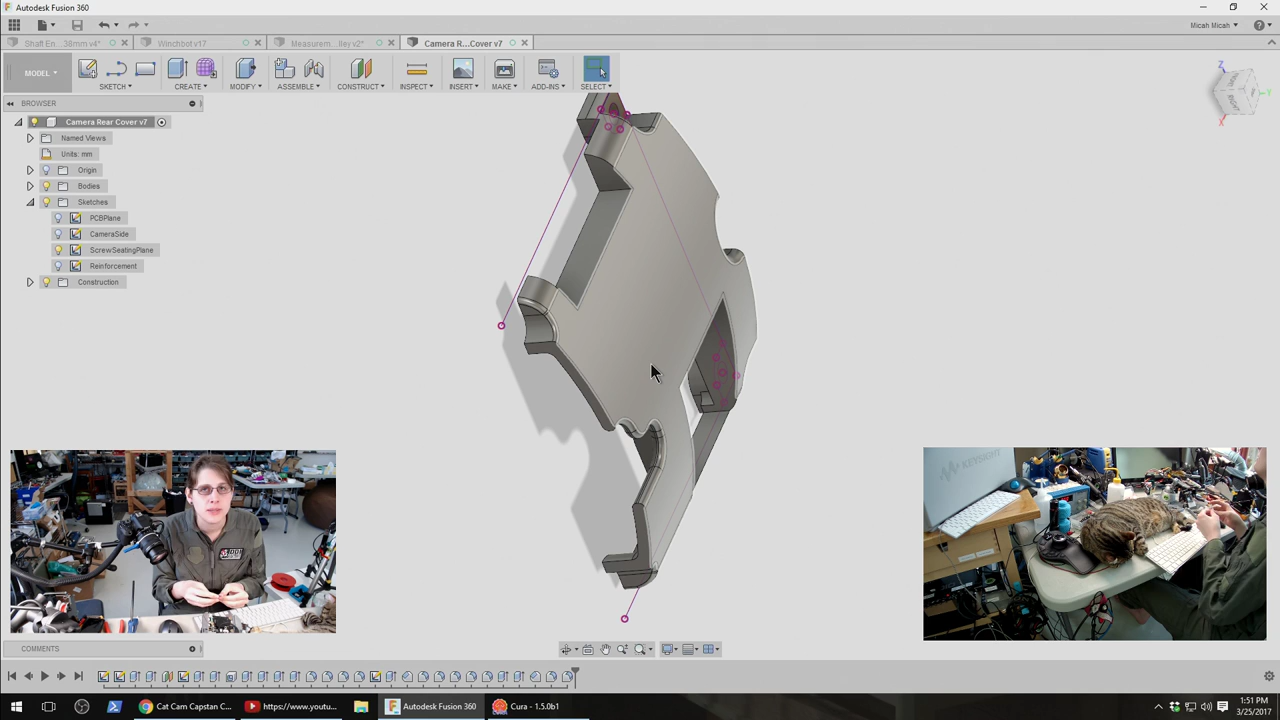 Autodesk Fusion 360
Micah Micah
Shaft En...36mm v4*
Winchbot v17
Measurement...lley v2*
Camera R...Cover v7
MODEL
SKETCH
CREATE
MODIFY
ASSEMBLE
CONSTRUCT
INSPECT
INSERT
MAKE
ADD-INS
SELECT
BROWSER
Camera Rear Cover v7
Named Views
Units: mm
Origin
Bodies
Sketches
PCBPlane
CameraSide
ScrewSeatingPlane
Reinforcement
Construction
Z
Y
X
KEYSIGHT
COMMENTS
Cat Cam Capstan C...
https://www.youtu...
Autodesk Fusion 360
Cura - 1.5.0b1
1:51 PM
3/25/2017